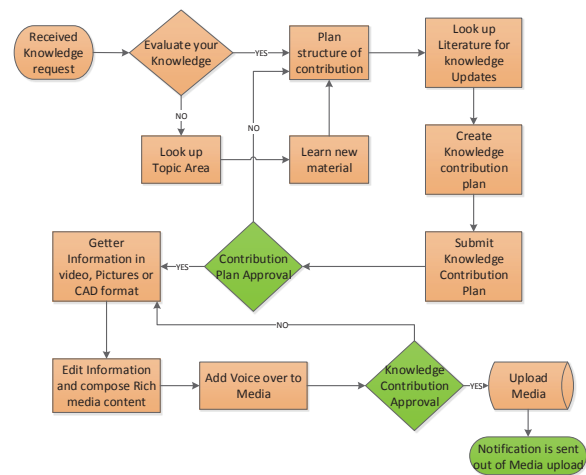 Received
Knowledge
request
Evaluate your
Knowledge
YES
Plan
structure of
contribution
Look up
Literature for
knowledge
Updates
NO
NO
Look up
Topic Area
Learn new
material
Create
Knowledge
contribution
plan
Getter
Information in
video, Pictures or
CAD format
YES
Contribution
Plan Approval
Submit
Knowledge
Contribution
Plan
NO
Edit Information
and compose Rich
media content
Add Voice over to
Media
Knowledge
Contribution
Approval
YES
Upload
Media
Notification is sent
out of Media upload